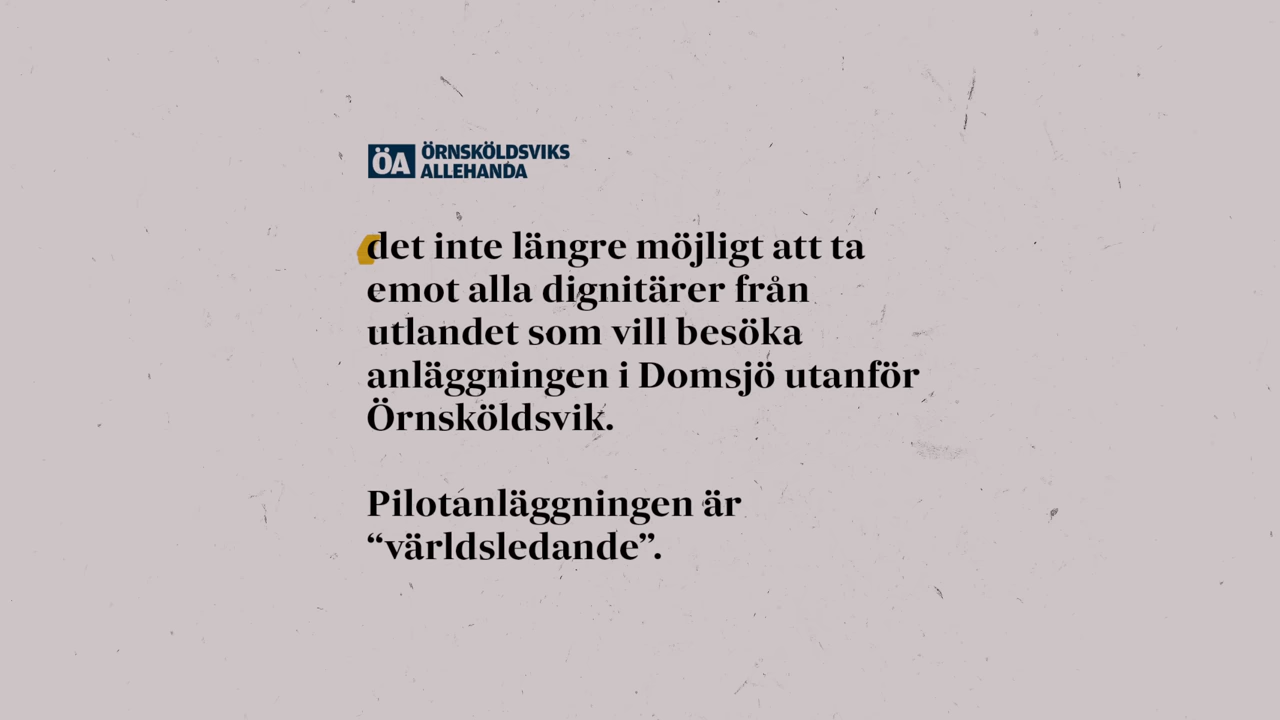 ÖA ÖRNSKÖLDSVIKS
ALLEHANDA
det inte längre möjligt att ta
emot alla dignitärer från
utlandet som vill besöka
anläggningen i Domsjö utanför
Örnsköldsvik.
Pilotanläggningen är
“världsledande”.